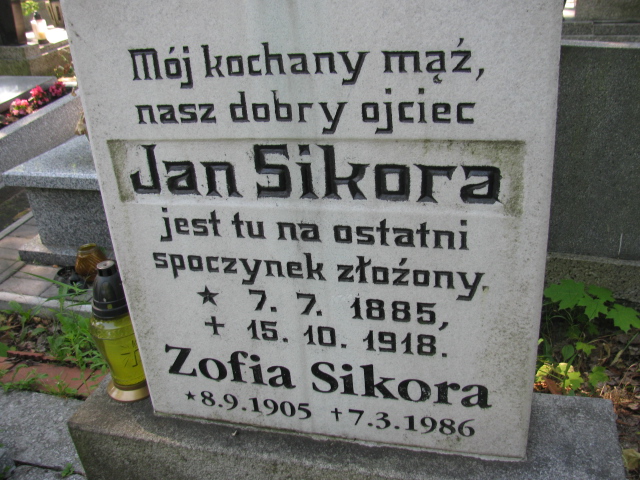 Mój kochany mąż,
nasz dobry ojciec
Jan Sikora
jest tu na ostatni
spoczynek złożony.
* 7. 7. 1885,
+ 15. 10. 1918.
Zofia Sikora
*8.9.1905 †7.3.1986